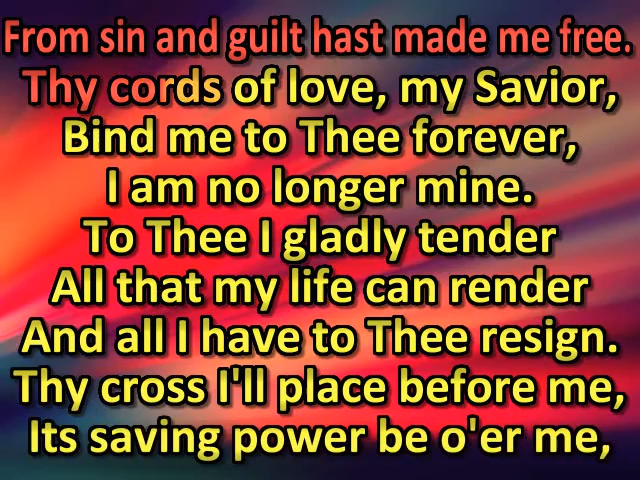 From sin and guilt hast made me free.
Thy cords of love, my Savior,
Bind me to Thee forever,
I am no longer mine.
To Thee I gladly tender
All that my life can render
And all I have to Thee resign.
Thy cross I'll place before me,
Its saving power be o'er me,